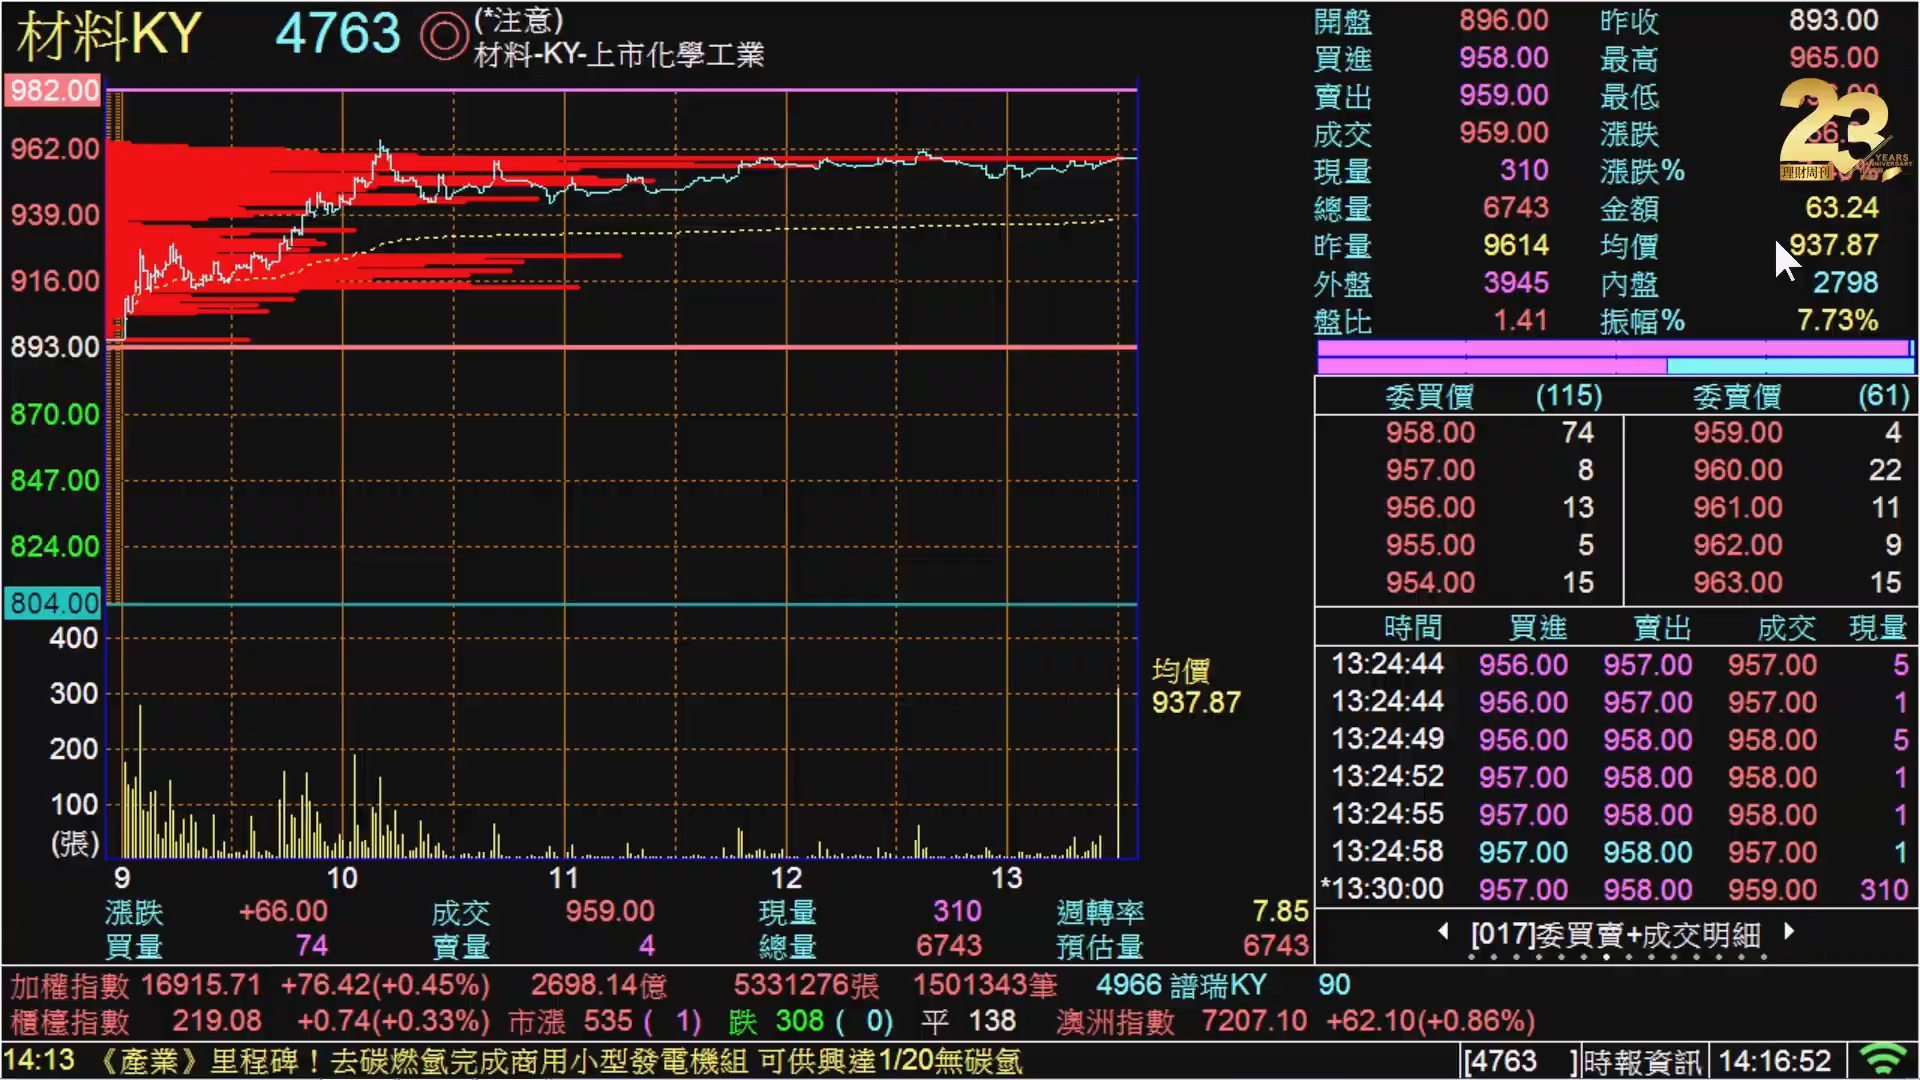 材料KY 4763 (*注意)
材料-KY-上市化學工業
982.00
962.00
939.00
916.00
893.00
870.00
847.00
824.00
804.00
400
300
200
100
(張)
9 10 11 12 13
均價
937.87
漲跌 +66.00 成交 959.00 現量 310 週轉率 7.85
買量 74 賣量 4 總量 6743 預估量 6743
開盤 896.00 昨收 893.00
買進 958.00 最高 965.00
賣出 959.00 最低
成交 959.00 漲跌
現量 310 漲跌%
總量 6743 金額 63.24
昨量 9614 均價 937.87
外盤 3945 內盤 2798
盤比 1.41 振幅% 7.73%
23 YEARS
ANNIVERSARY
理財周刊
委買價 (115) 委賣價 (61)
958.00 74 959.00 4
957.00 8 960.00 22
956.00 13 961.00 11
955.00 5 962.00 9
954.00 15 963.00 15
時間 買進 賣出 成交 現量
13:24:44 956.00 957.00 957.00 5
13:24:44 956.00 957.00 957.00 1
13:24:49 956.00 958.00 958.00 5
13:24:52 957.00 958.00 958.00 1
13:24:55 957.00 958.00 958.00 1
13:24:58 957.00 958.00 957.00 1
*13:30:00 957.00 958.00 959.00 310
[017]委買賣+成交明細
加權指數 16915.71 +76.42(+0.45%) 2698.14億 5331276張 1501343筆 4966 譜瑞KY 90
櫃檯指數 219.08 +0.74(+0.33%) 市漲 535 ( 1) 跌 308 ( 0) 平 138 澳洲指數 7207.10 +62.10(+0.86%)
14:13 《產業》里程碑！去碳燃氫完成商用小型發電機組 可供興達1/20無碳氫 [4763 ]時報資訊 14:16:52